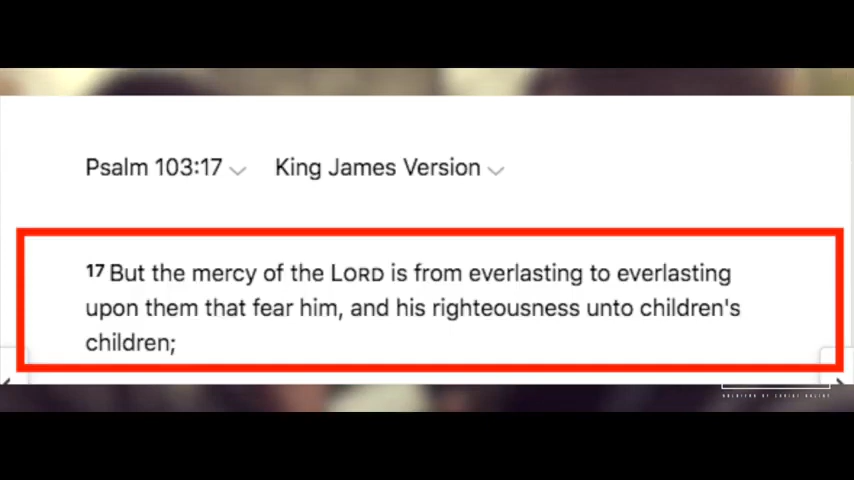 Psalm 103:17 King James Version
17 But the mercy of the LORD is from everlasting to everlasting
upon them that fear him, and his righteousness unto children's
children;